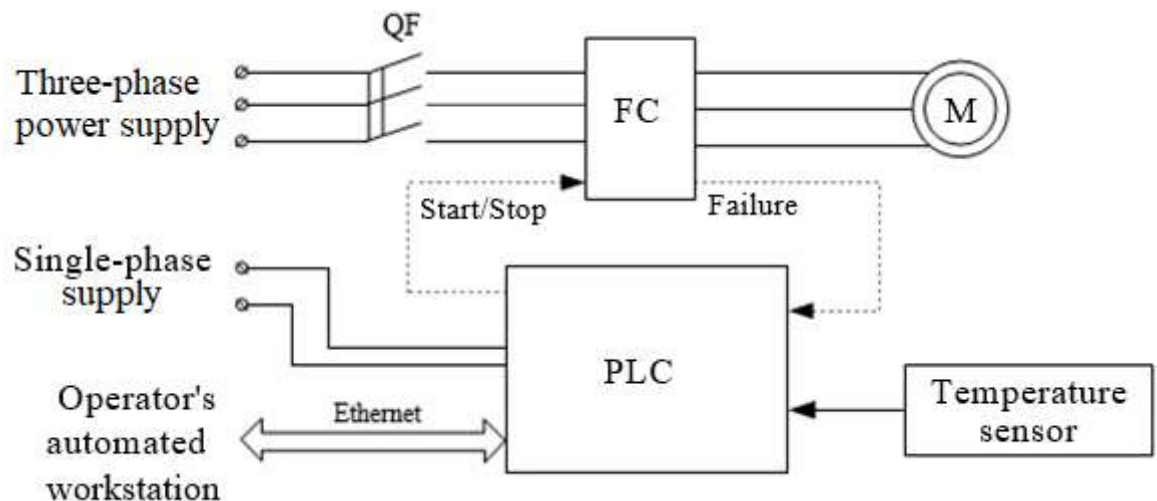 QF
Three-phase
power supply
FC
M
Start/Stop
Failure
Single-phase
supply
PLC
Operator's
automated
workstation
Ethernet
Temperature
sensor